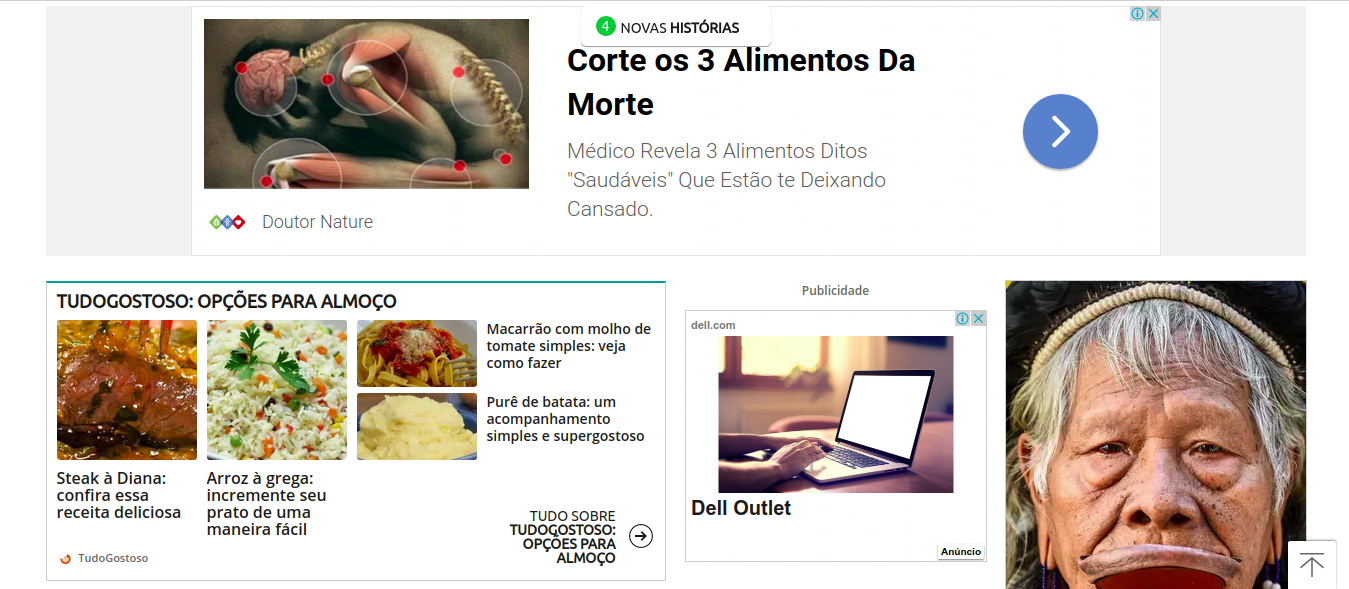 4 NOVAS HISTÓRIAS
Corte os 3 Alimentos Da
Morte
Médico Revela 3 Alimentos Ditos
"Saudáveis" Que Estão te Deixando
Cansado.
Doutor Nature
TUDOGOSTOSO: OPÇÕES PARA ALMOÇO
Steak à Diana:
confira essa
receita deliciosa
Arroz à grega:
incremente seu
prato de uma
maneira fácil
Macarrão com molho de
tomate simples: veja
como fazer
Purê de batata: um
acompanhamento
simples e supergostoso
TUDO SOBRE
TUDOGOSTOSO:
OPÇÕES PARA
ALMOÇO
TudoGostoso
Publicidade
dell.com
Dell Outlet
Anúncio